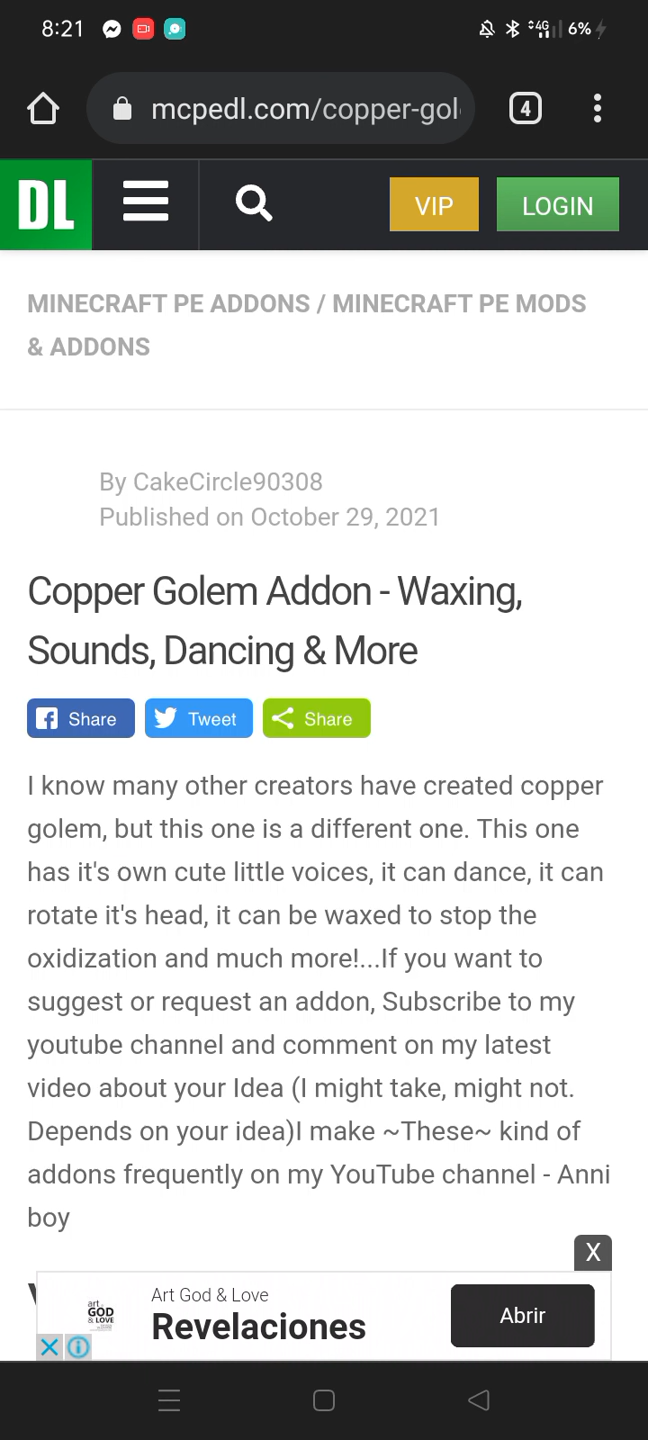 8:21
4G
6%
mcpedl.com/copper-gol
4
DL
VIP
LOGIN
MINECRAFT PE ADDONS / MINECRAFT PE MODS
& ADDONS
By CakeCircle90308
Published on October 29, 2021
Copper Golem Addon - Waxing,
Sounds, Dancing & More
Share
Tweet
Share
I know many other creators have created copper
golem, but this one is a different one. This one
has it's own cute little voices, it can dance, it can
rotate it's head, it can be waxed to stop the
oxidization and much more!...If you want to
suggest or request an addon, Subscribe to my
youtube channel and comment on my latest
video about your Idea (I might take, might not.
Depends on your idea)I make ~These~ kind of
addons frequently on my YouTube channel - Anni
boy
X
art
GOD
& LOVE
Art God & Love
Revelaciones
Abrir